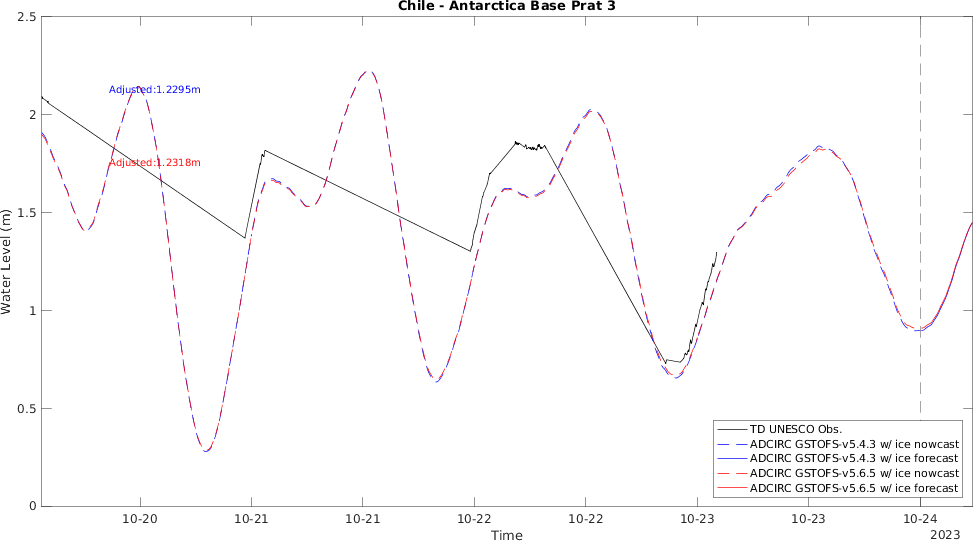 Chile - Antarctica Base Prat 3
2.5
2
1.5
1
0.5
0
Water Level (m)
Adjusted:1.2295m
Adjusted:1.2318m
TD UNESCO Obs.
ADCIRC GSTOFS-v5.4.3 w/ ice nowcast
ADCIRC GSTOFS-v5.4.3 w/ ice forecast
ADCIRC GSTOFS-v5.6.5 w/ ice nowcast
ADCIRC GSTOFS-v5.6.5 w/ ice forecast
10-20 10-21 10-21 10-22 10-22 10-23 10-23 10-24
Time
2023